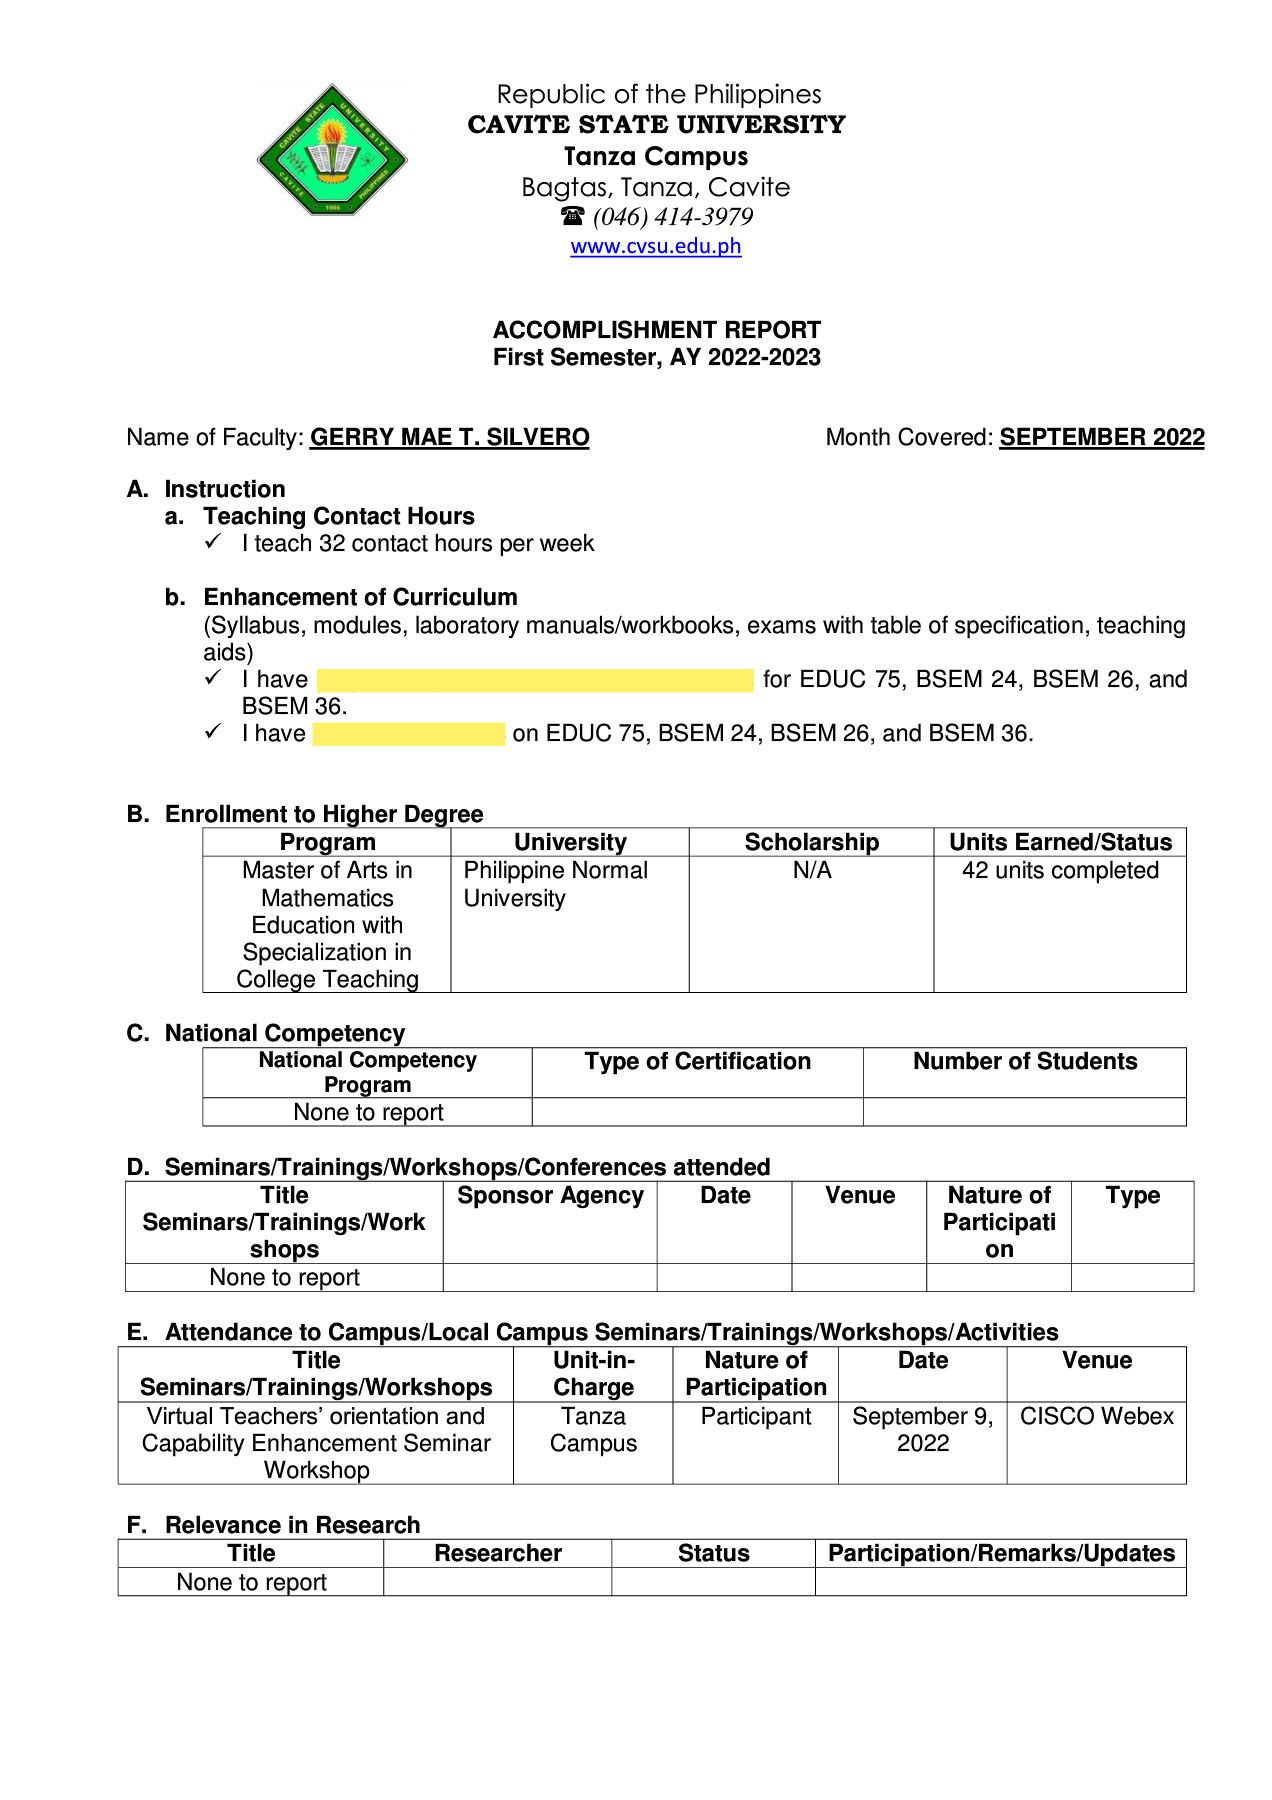 Republic of the Philippines
CAVITE STATE UNIVERSITY
Tanza Campus
Bagtas, Tanza, Cavite
☎ (046) 414-3979
www.cvsu.edu.ph
CAVITE STATE UNIVERSITY
CAVITE PHILIPPINES
1906
ACCOMPLISHMENT REPORT
First Semester, AY 2022-2023
Name of Faculty: GERRY MAE T. SILVERO Month Covered: SEPTEMBER 2022
A. Instruction
a. Teaching Contact Hours
✓ I teach 32 contact hours per week
b. Enhancement of Curriculum
(Syllabus, modules, laboratory manuals/workbooks, exams with table of specification, teaching
aids)
✓ I have for EDUC 75, BSEM 24, BSEM 26, and
BSEM 36.
✓ I have on EDUC 75, BSEM 24, BSEM 26, and BSEM 36.
B. Enrollment to Higher Degree
Program University Scholarship Units Earned/Status
Master of Arts in Philippine Normal N/A 42 units completed
Mathematics University
Education with
Specialization in
College Teaching
C. National Competency
National Competency Type of Certification Number of Students
Program
None to report
D. Seminars/Trainings/Workshops/Conferences attended
Title Sponsor Agency Date Venue Nature of Type
Seminars/Trainings/Work Participati
shops on
None to report
E. Attendance to Campus/Local Campus Seminars/Trainings/Workshops/Activities
Title Unit-in- Nature of Date Venue
Seminars/Trainings/Workshops Charge Participation
Virtual Teachers’ orientation and Tanza Participant September 9, CISCO Webex
Capability Enhancement Seminar Campus 2022
Workshop
F. Relevance in Research
Title Researcher Status Participation/Remarks/Updates
None to report